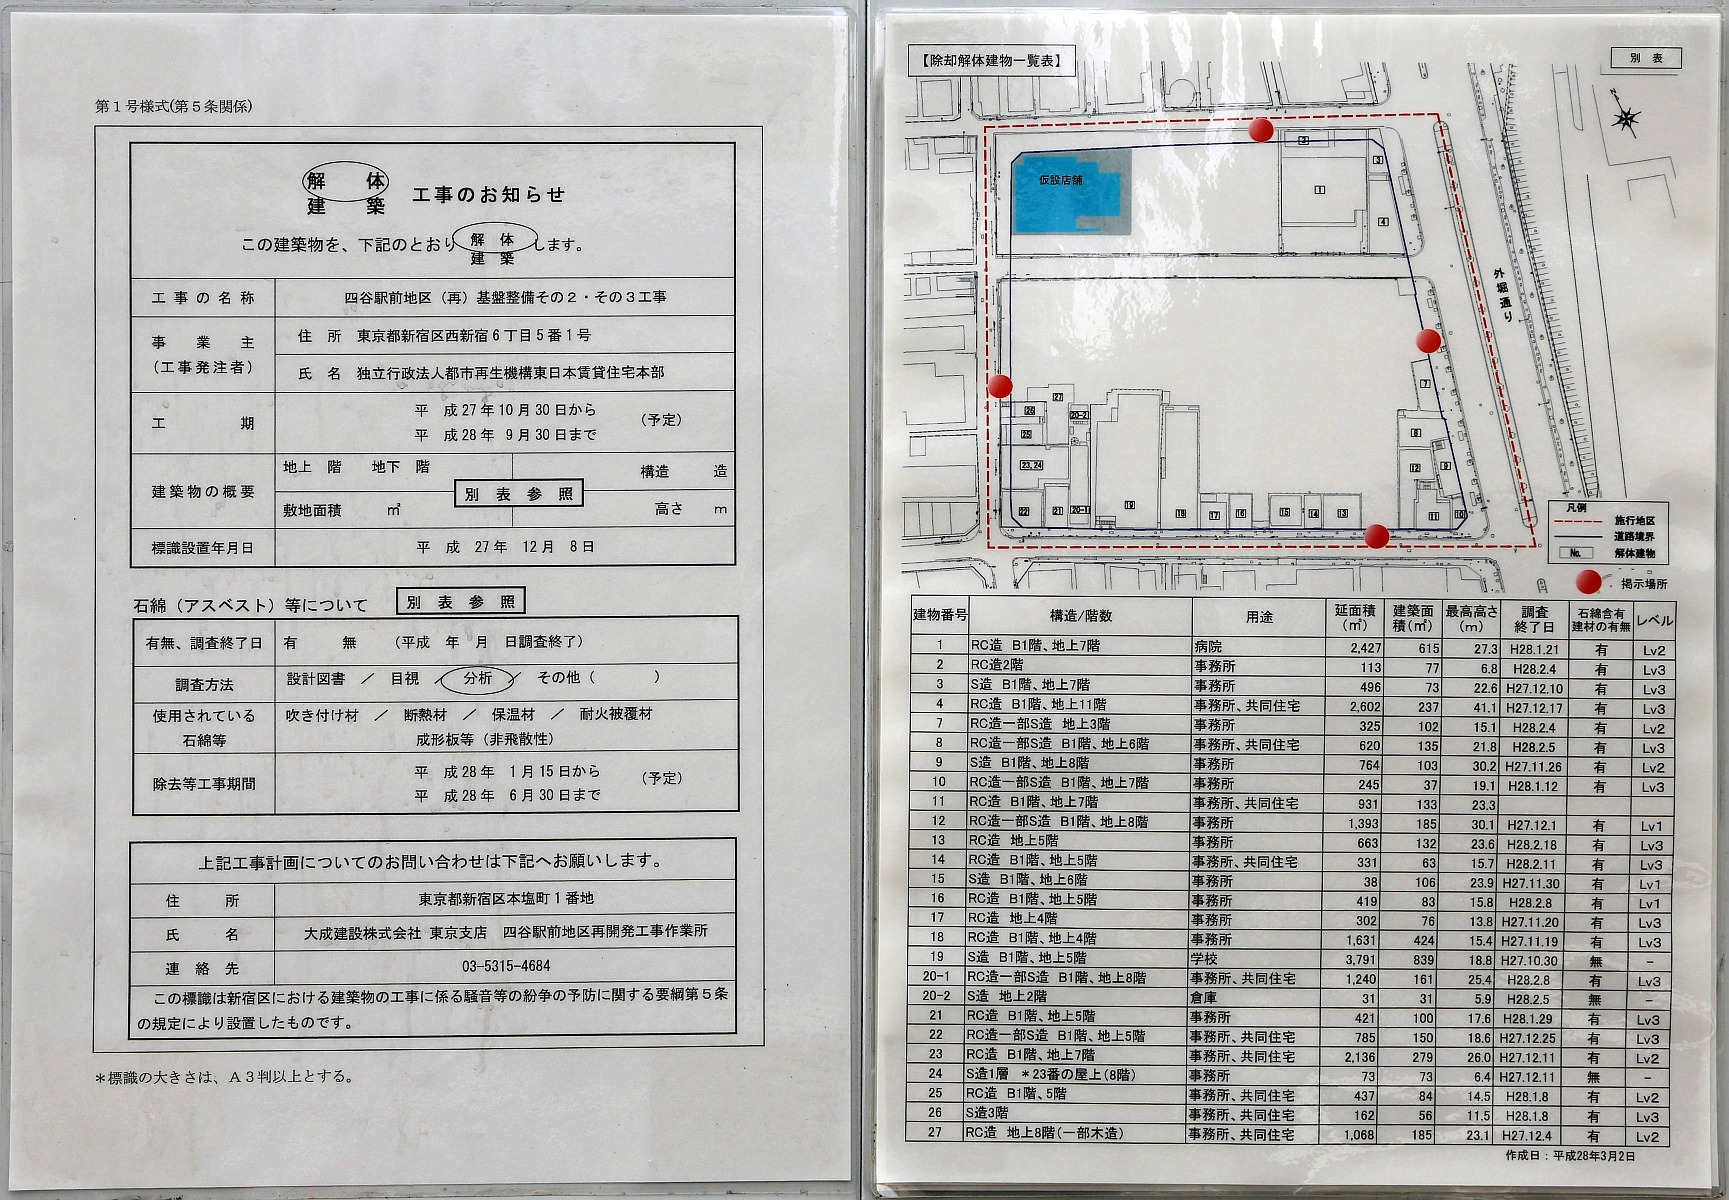 第1号様式(第5条関係)
解 体
建 築
工事のお知らせ
この建築物を、下記のとおり 解 体 します。
建 築
工事の名称 四谷駅前地区（再）基盤整備その２・その３工事
事業主
(工事発注者)
住 所 東京都新宿区西新宿６丁目５番１号
氏 名 独立行政法人都市再生機構東日本賃貸住宅本部
工 期
平 成 27 年 10 月 30 日から
平 成 28 年 9 月 30 日まで
（予定）
建築物の概要
地上 階 地下 階 構造 造
別 表 参 照
敷地面積 ㎡ 高さ ｍ
標識設置年月日 平 成 27 年 12 月 8 日
石綿（アスベスト）等について 別 表 参 照
有無、調査終了日 有 無 （平成 年 月 日調査終了）
調査方法 設計図書 ／ 目視 ／ 分析 ／ その他（ ）
使用されている
石綿等
吹き付け材 ／ 断熱材 ／ 保温材 ／ 耐火被覆材
成形板等（非飛散性）
除去等工事期間
平 成 28 年 1 月 15 日から
平 成 28 年 6 月 30 日まで
（予定）
上記工事計画についてのお問い合わせは下記へお願いします。
住 所 東京都新宿区本塩町１番地
氏 名 大成建設株式会社 東京支店 四谷駅前地区再開発工事作業所
連 絡 先 03-5315-4684
この標識は新宿区における建築物の工事に係る騒音等の紛争の予防に関する要綱第５条
の規定により設置したものです。
＊標識の大きさは、Ａ３判以上とする。
【除却解体建物一覧表】
別 表
N
仮設店舗
2
3
1
4
外堀通り
7
8
9
12
11
10
27
26
25
20-2
23,24
22
21
20-1
19
18
17
16
15
14
13
凡例
施行地区
道路境界
No. 解体建物
掲示場所
建物番号 構造/階数 用途 延面積(㎡) 建築面積(㎡) 最高高さ(m) 調査終了日 石綿含有建材の有無 レベル
1 RC造 B1階、地上7階 病院 2,427 615 27.3 H28.1.21 有 Lv2
2 RC造2階 事務所 113 77 6.8 H28.2.4 有 Lv3
3 S造 B1階、地上7階 事務所 496 73 22.6 H27.12.10 有 Lv3
4 RC造 B1階、地上11階 事務所、共同住宅 2,602 237 41.1 H27.12.17 有 Lv3
7 RC造一部S造 地上3階 事務所 325 102 15.1 H28.2.4 有 Lv2
8 RC造一部S造 B1階、地上6階 事務所、共同住宅 620 135 21.8 H28.2.5 有 Lv3
9 S造 B1階、地上8階 事務所 764 103 30.2 H27.11.26 有 Lv2
10 RC造一部S造 B1階、地上7階 事務所 245 37 19.1 H28.1.12 有 Lv3
11 RC造 B1階、地上7階 事務所、共同住宅 931 133 23.3
12 RC造一部S造 B1階、地上8階 事務所 1,393 185 30.1 H27.12.1 有 Lv1
13 RC造 地上5階 事務所 663 132 23.6 H28.2.18 有 Lv3
14 RC造 B1階、地上5階 事務所、共同住宅 331 63 15.7 H28.2.11 有 Lv3
15 S造 B1階、地上6階 事務所 38 106 23.9 H27.11.30 有 Lv1
16 RC造 B1階、地上5階 事務所 419 83 15.8 H28.2.8 有 Lv1
17 RC造 地上4階 事務所 302 76 13.8 H27.11.20 有 Lv3
18 RC造 B1階、地上4階 事務所 1,631 424 15.4 H27.11.19 有 Lv3
19 S造 B1階、地上5階 学校 3,791 839 18.8 H27.10.30 無 -
20-1 RC造一部S造 B1階、地上8階 事務所、共同住宅 1,240 161 25.4 H28.2.8 有 Lv3
20-2 S造 地上2階 倉庫 31 31 5.9 H28.2.5 無 -
21 RC造 B1階、地上5階 事務所 421 100 17.6 H28.1.29 有 Lv3
22 RC造一部S造 B1階、地上5階 事務所、共同住宅 785 150 18.6 H27.12.25 有 Lv3
23 RC造 B1階、地上7階 事務所、共同住宅 2,136 279 26.0 H27.12.11 有 Lv2
24 S造1層 ＊23番の屋上(8階) 事務所 73 73 6.4 H27.12.11 無 -
25 RC造 B1階、5階 事務所、共同住宅 437 84 14.5 H28.1.8 有 Lv2
26 S造3階 事務所、共同住宅 162 56 11.5 H28.1.8 有 Lv3
27 RC造 地上8階（一部木造） 事務所、共同住宅 1,068 185 23.1 H27.12.4 有 Lv2
作成日：平成28年3月2日